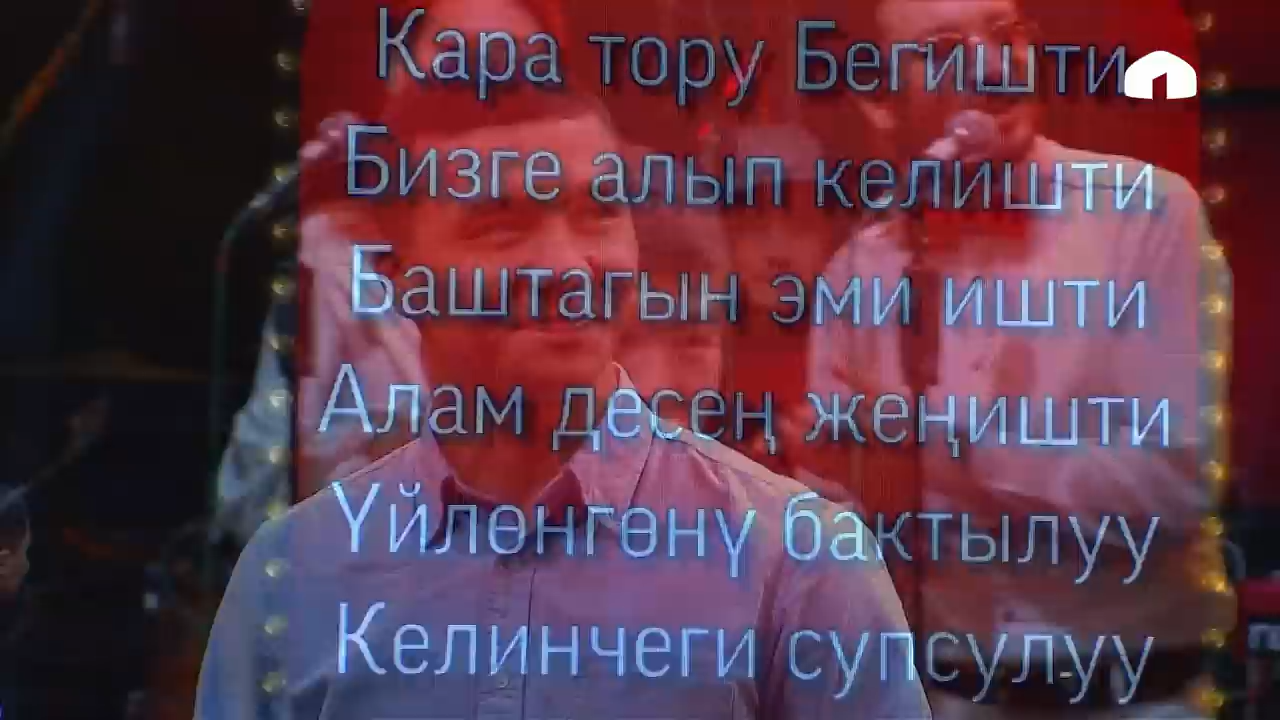 Кара тору Бегишти
Бизге алып келишти
Баштагын эми ишти
Алам десең жеңишти
Үйлөнгөнү бактылуу
Келинчеги супсулуу